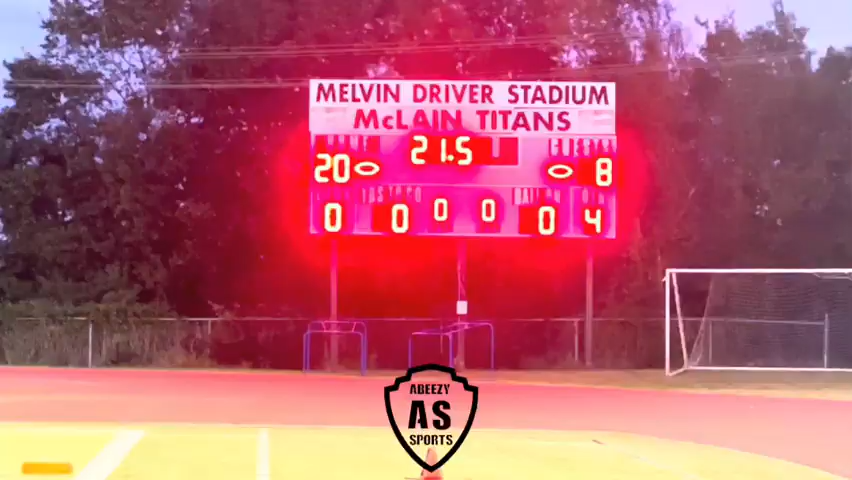 MELVIN DRIVER STADIUM
McLAIN TITANS
21.5
20 8
0 0 0 0 0 4
ABEEZY
AS
SPORTS